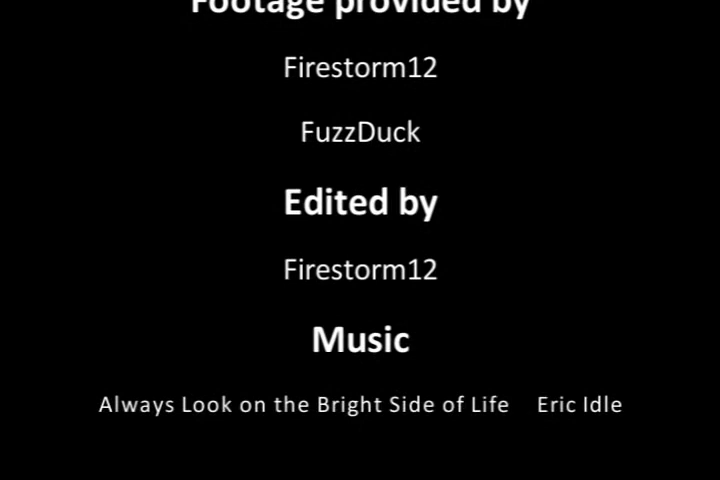 Footage provided by
Firestorm12
FuzzDuck
Edited by
Firestorm12
Music
Always Look on the Bright Side of Life Eric Idle